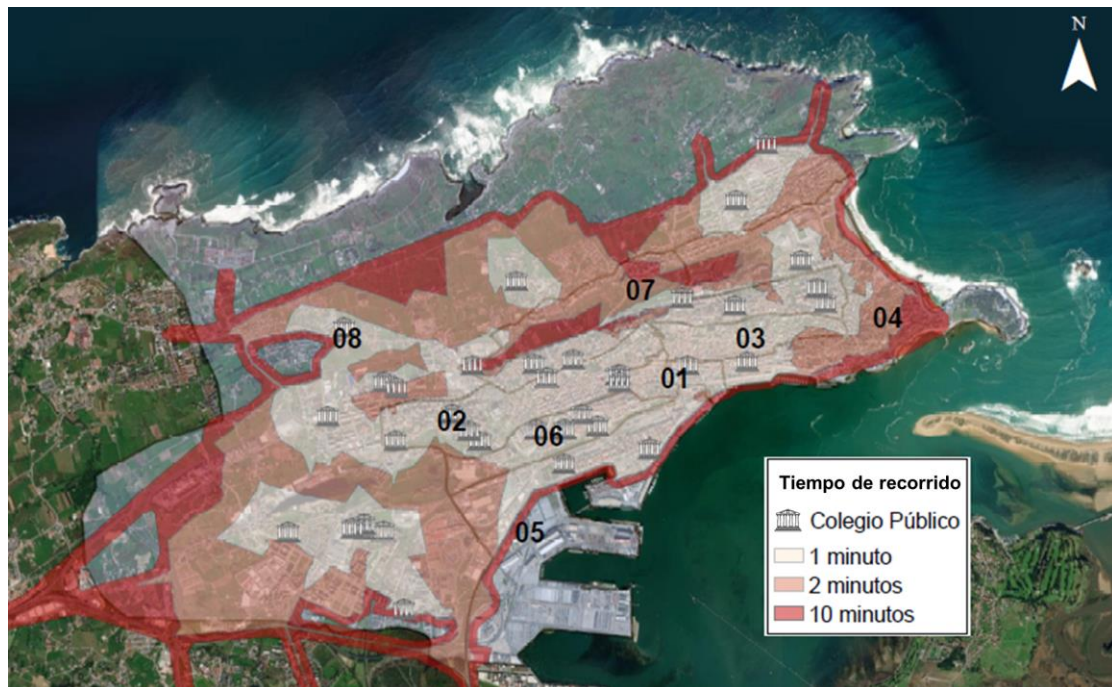 N
07
08
04
03
01
02
06
05
Tiempo de recorrido
Colegio Público
1 minuto
2 minutos
10 minutos